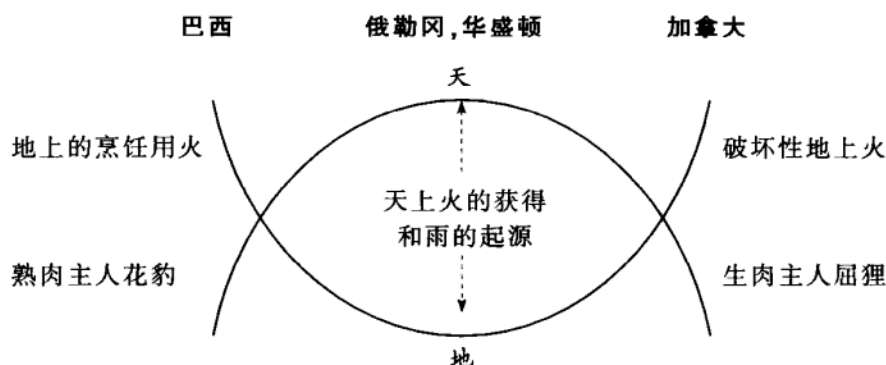 巴西 俄勒冈,华盛顿 加拿大
天
地上的烹饪用火 破坏性地上火
天上火的获得
和雨的起源
熟肉主人花豹 生肉主人屈狸
地